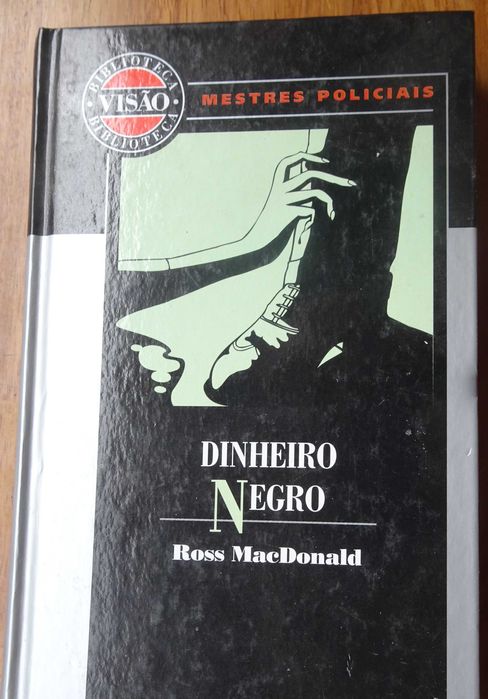 BIBLIOTECA
VISÃO
BIBLIOTECA
MESTRES POLICIAIS
DINHEIRO
NEGRO
Ross MacDonald